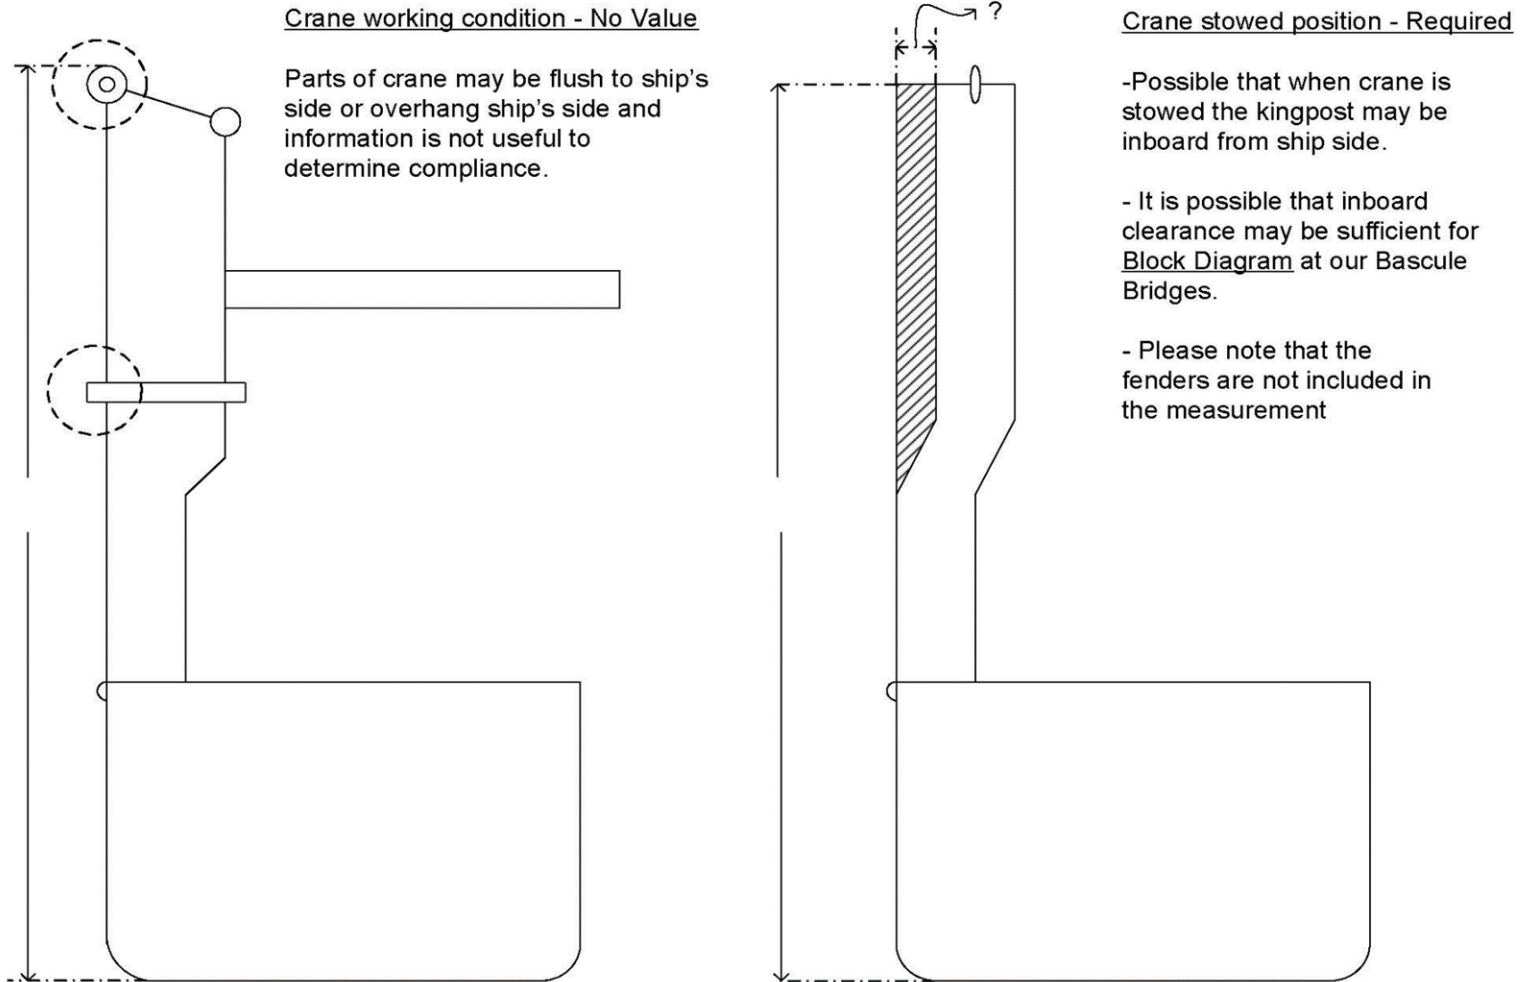 Crane working condition - No Value
Parts of crane may be flush to ship's
side or overhang ship's side and
information is not useful to
determine compliance.
?
Crane stowed position - Required
-Possible that when crane is
stowed the kingpost may be
inboard from ship side.
- It is possible that inboard
clearance may be sufficient for
Block Diagram at our Bascule
Bridges.
- Please note that the
fenders are not included in
the measurement